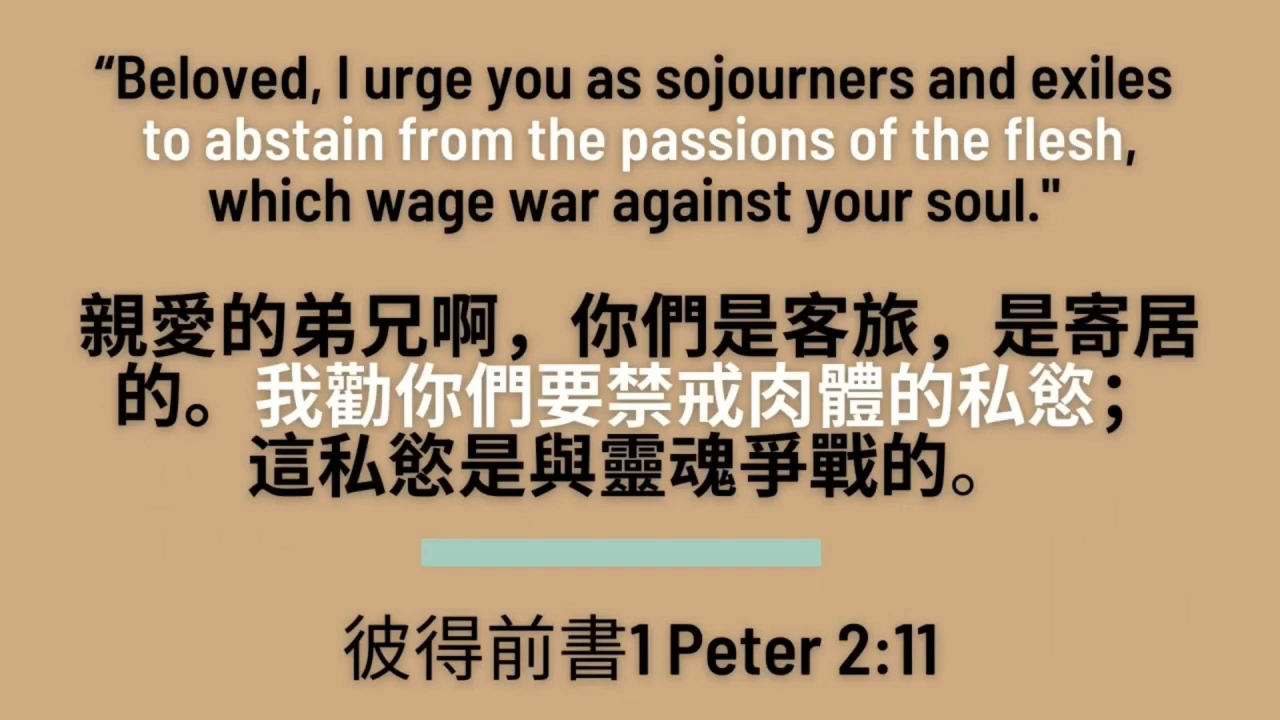 “Beloved, I urge you as sojourners and exiles
to abstain from the passions of the flesh,
which wage war against your soul."
親愛的弟兄啊，你們是客旅，是寄居
的。我勸你們要禁戒肉體的私慾；
這私慾是與靈魂爭戰的。
彼得前書1 Peter 2:11